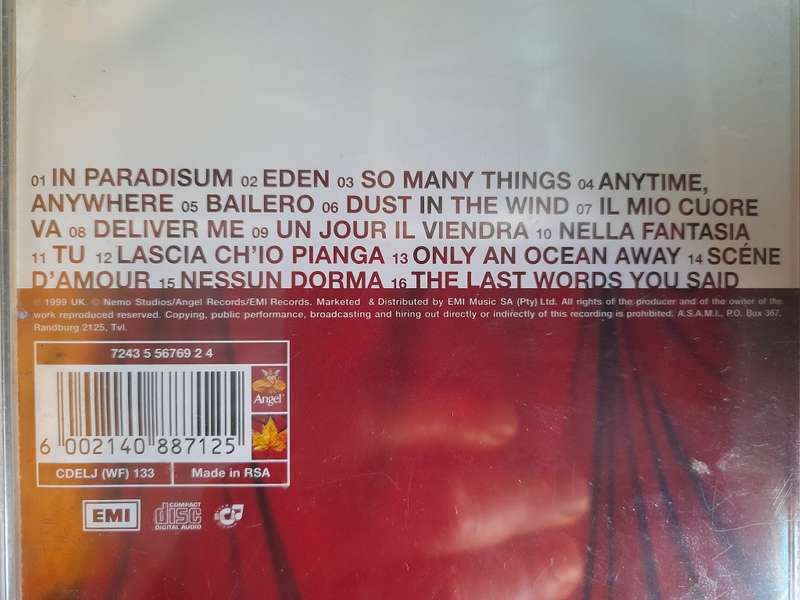 01 IN PARADISUM 02 EDEN 03 SO MANY THINGS 04 ANYTIME,
ANYWHERE 05 BAILERO 06 DUST IN THE WIND 07 IL MIO CUORE
VA 08 DELIVER ME 09 UN JOUR IL VIENDRA 10 NELLA FANTASIA
11 TU 12 LASCIA CH'IO PIANGA 13 ONLY AN OCEAN AWAY 14 SCÉNE
D'AMOUR 15 NESSUN DORMA 16 THE LAST WORDS YOU SAID
℗ 1999 UK. © Nemo Studios/Angel Records/EMI Records. Marketed & Distributed by EMI Music SA (Pty) Ltd. All rights of the producer and of the owner of the
work reproduced reserved. Copying, public performance, broadcasting and hiring out directly or indirectly of this recording is prohibited. A.S.A.M.I., P.O. Box 367,
Randburg 2125, Tvl.
7243 5 56769 2 4
Angel
6 002140 887125
CDELJ (WF) 133 Made in RSA
EMI
COMPACT
disc
DIGITAL AUDIO